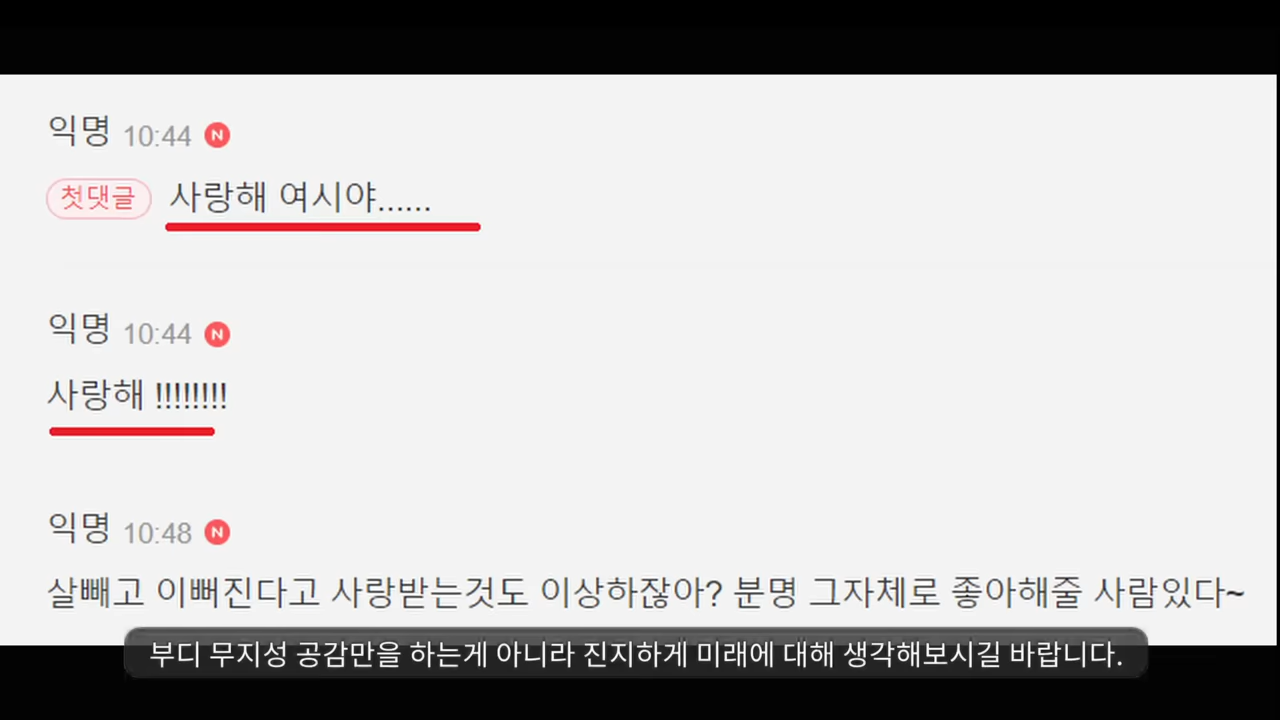 익명 10:44 N
첫댓글 사랑해 여시야......
익명 10:44 N
사랑해 !!!!!!!!
익명 10:48 N
살빼고 이뻐진다고 사랑받는것도 이상하잖아? 분명 그자체로 좋아해줄 사람있다~
부디 무지성 공감만을 하는게 아니라 진지하게 미래에 대해 생각해보시길 바랍니다.